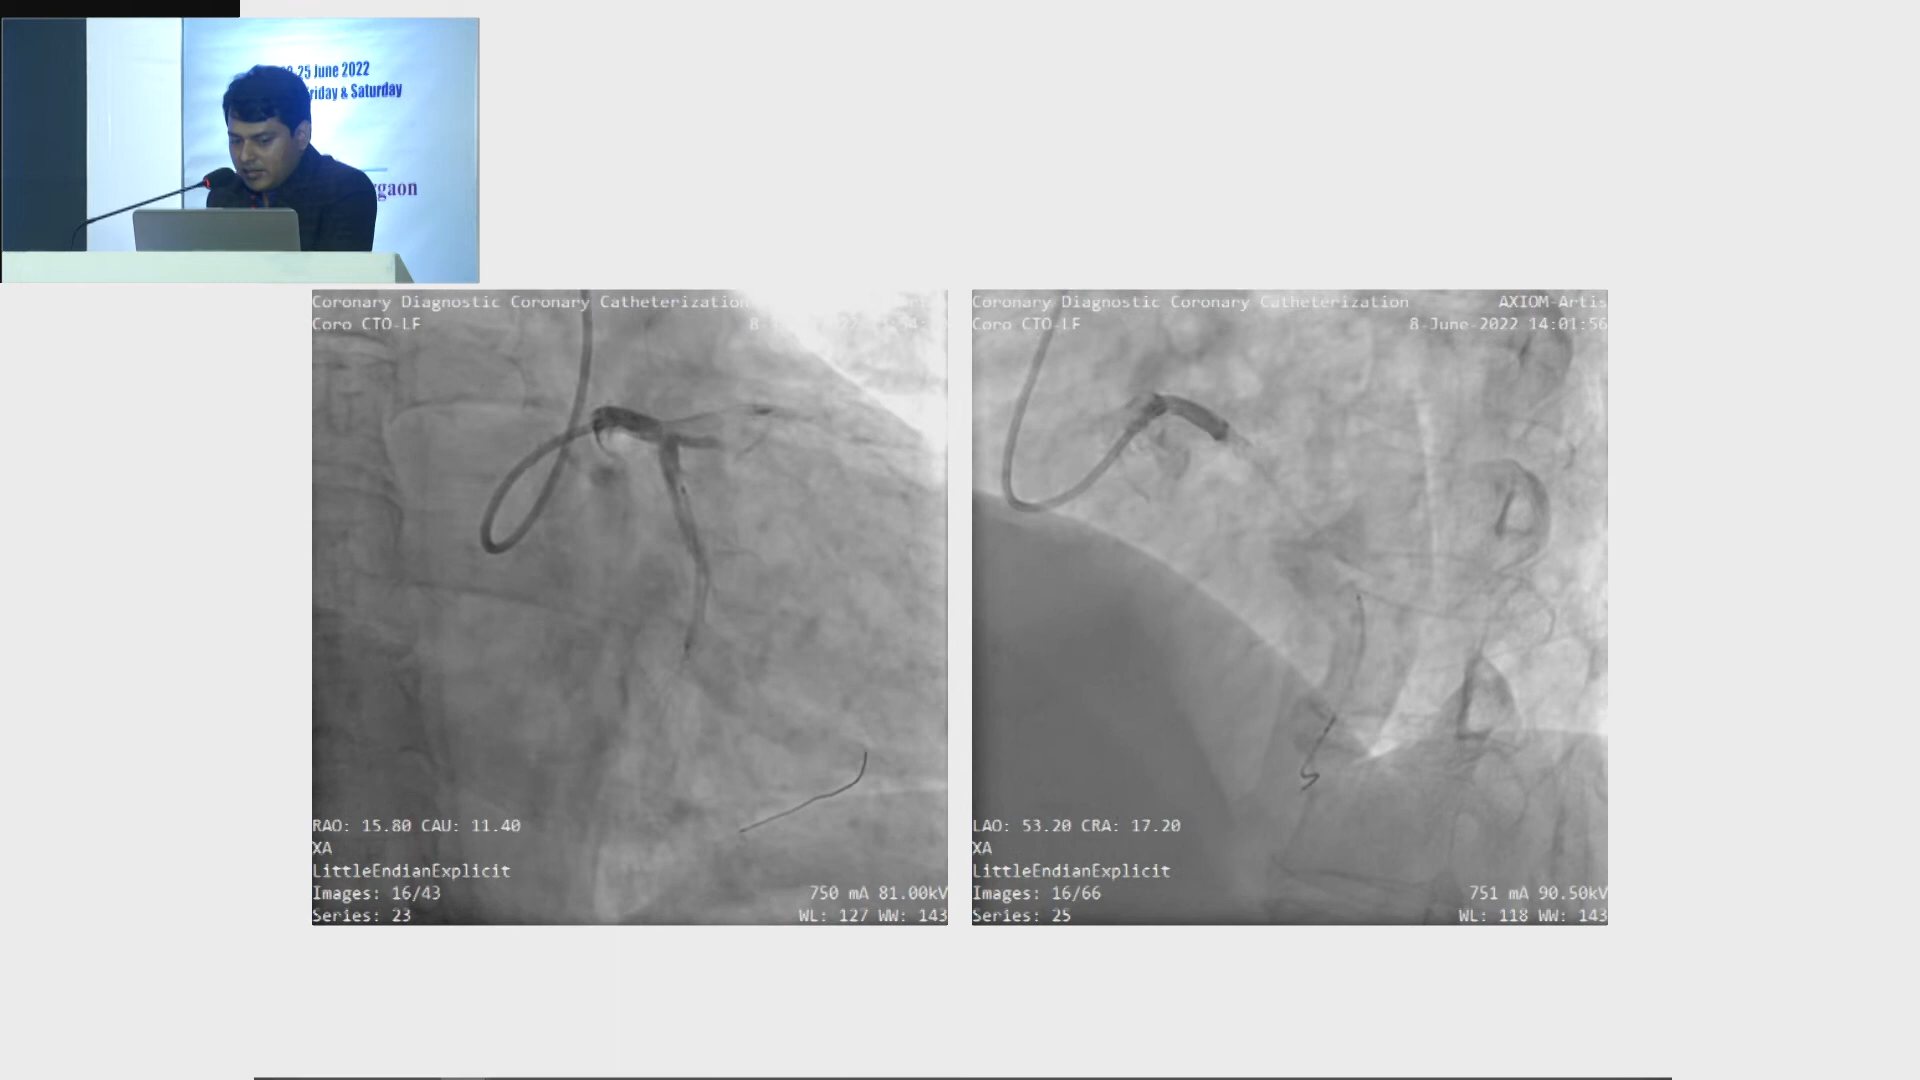 25 June 2022
& Saturday
Coronary Diagnostic Coronary Catheterization
Coro CTO-LF
RAO: 15.80 CAU: 11.40
XA
LittleEndianExplicit
Images: 16/43
Series: 23
750 mA 81.00kV
WL: 127 WW: 143
Coronary Diagnostic Coronary Catheterization
AXIOM-Artis
Coro CTO-LF
8-June-2022 14:01:56
LAO: 53.20 CRA: 17.20
XA
LittleEndianExplicit
Images: 16/66
Series: 25
751 mA 90.50kV
WL: 118 WW: 143